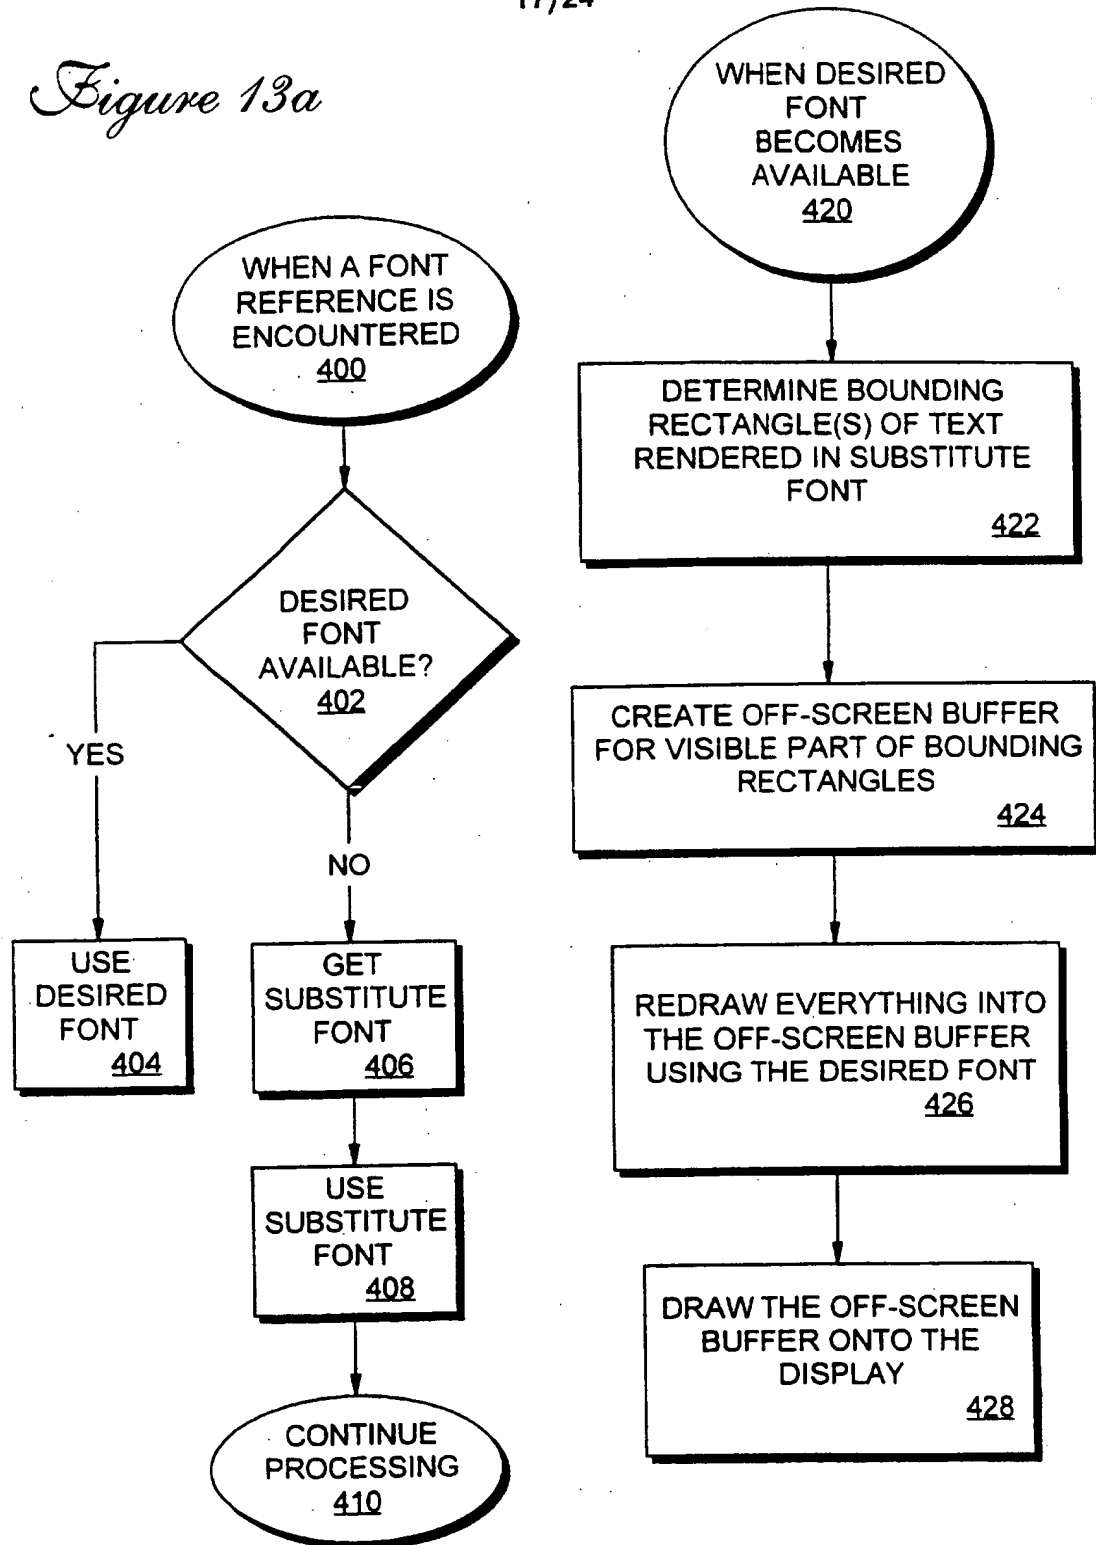 17/24
Figure 13a
WHEN A FONT
REFERENCE IS
ENCOUNTERED
400
DESIRED
FONT
AVAILABLE?
402
YES
NO
USE
DESIRED
FONT
404
GET
SUBSTITUTE
FONT
406
USE
SUBSTITUTE
FONT
408
CONTINUE
PROCESSING
410
WHEN DESIRED
FONT
BECOMES
AVAILABLE
420
DETERMINE BOUNDING
RECTANGLE(S) OF TEXT
RENDERED IN SUBSTITUTE
FONT
422
CREATE OFF-SCREEN BUFFER
FOR VISIBLE PART OF BOUNDING
RECTANGLES
424
REDRAW EVERYTHING INTO
THE OFF-SCREEN BUFFER
USING THE DESIRED FONT
426
DRAW THE OFF-SCREEN
BUFFER ONTO THE
DISPLAY
428